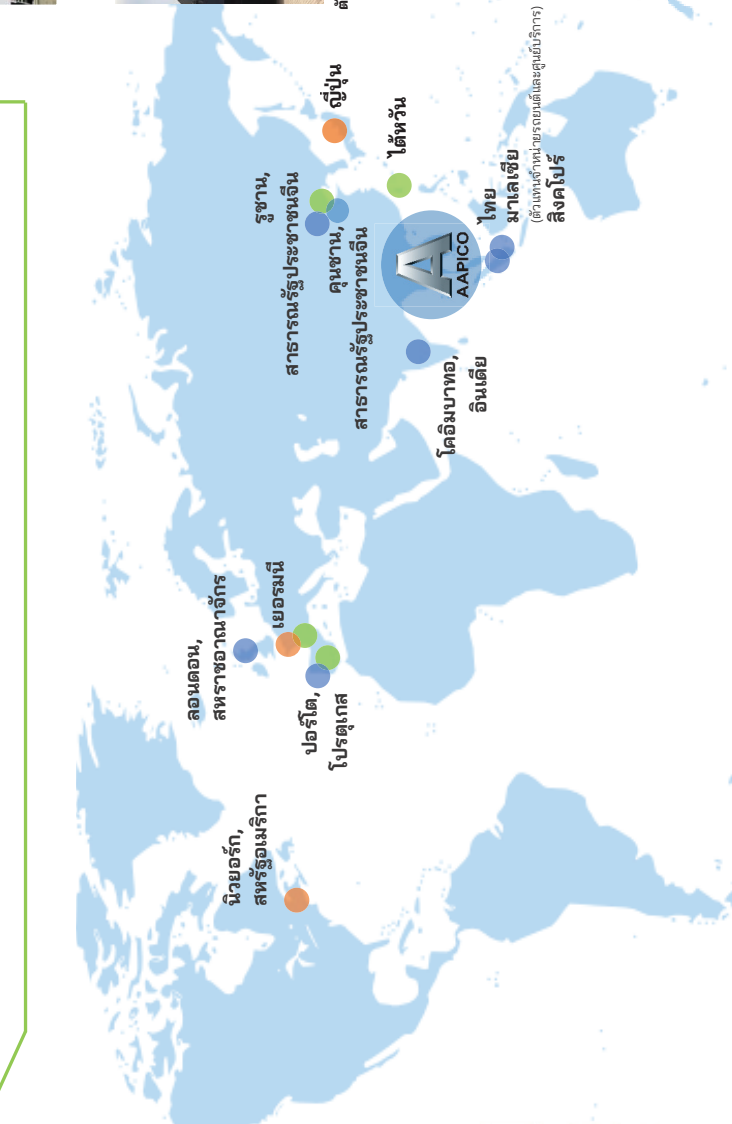 ลอนดอน,
สหราชอาณาจักร
นิวยอร์ก,
สหรัฐอเมริกา
เยอรมนี
ปอร์โต,
โปรตุเกส
รูซาน,
สาธารณรัฐประชาชนจีน
คุนซาน,
สาธารณรัฐประชาชนจีน
ญี่ปุ่น
ไต้หวัน
A
AAPICO
โคอิมบาทอ,
อินเดีย
ไทย
มาเลเซีย
(ตัวแทนจำหน่ายรถยนต์และศูนย์บริการ)
สิงคโปร์